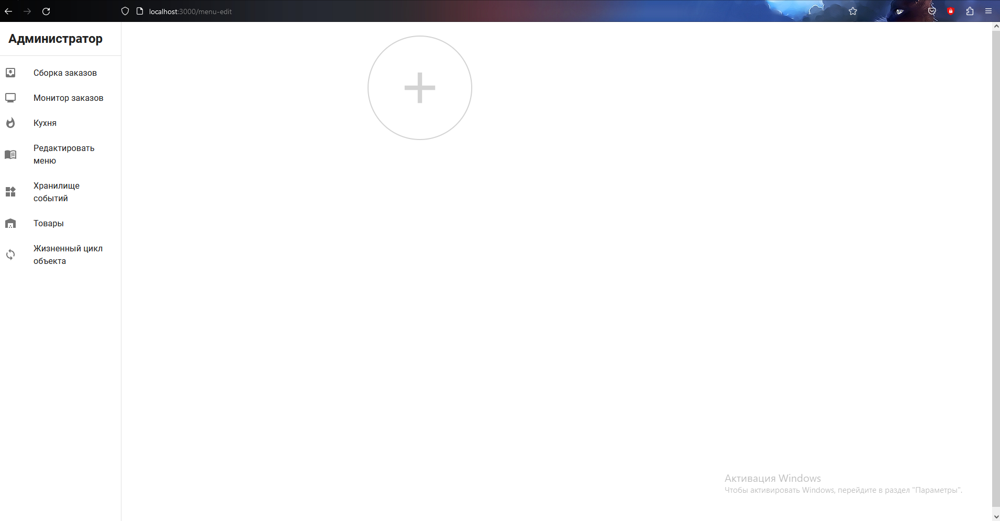 localhost:3000/menu-edit
Администратор
Сборка заказов
Монитор заказов
Кухня
Редактировать
меню
Хранилище
событий
Товары
Жизненный цикл
объекта
Активация Windows
Чтобы активировать Windows, перейдите в раздел "Параметры".